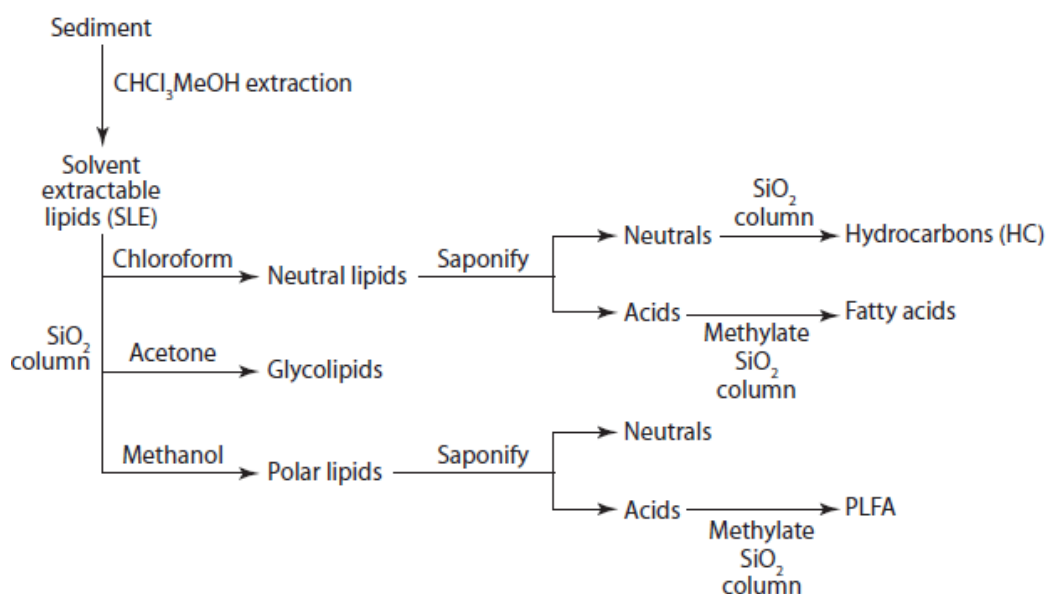 Sediment
CHCl₃MeOH extraction
Solvent
extractable
lipids (SLE)
SiO₂
column
Chloroform
Neutral lipids
Saponify
Neutrals
SiO₂
column
Hydrocarbons (HC)
Acids
Methylate
SiO₂
column
Fatty acids
Acetone
Glycolipids
Methanol
Polar lipids
Saponify
Neutrals
Acids
Methylate
SiO₂
column
PLFA